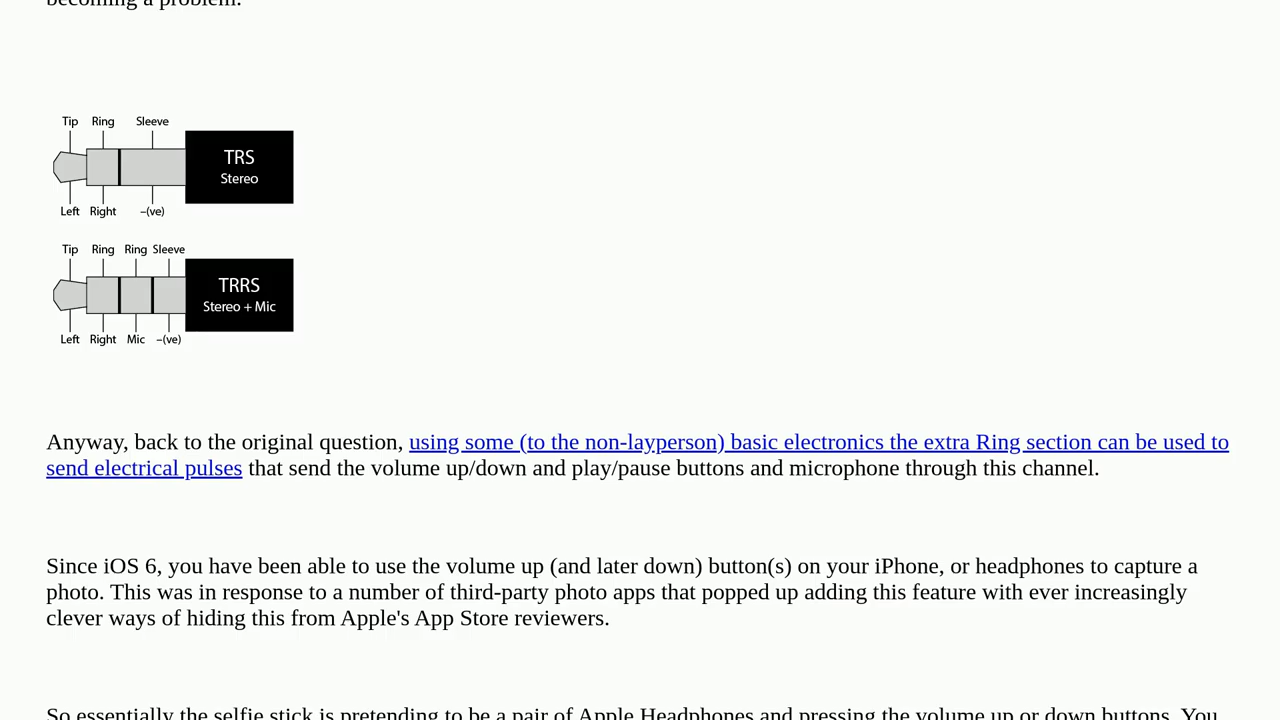 becoming a problem.
Tip Ring Sleeve
TRS
Stereo
Left Right –(ve)
Tip Ring Ring Sleeve
TRRS
Stereo + Mic
Left Right Mic –(ve)
Anyway, back to the original question, using some (to the non-layperson) basic electronics the extra Ring section can be used to
send electrical pulses that send the volume up/down and play/pause buttons and microphone through this channel.
Since iOS 6, you have been able to use the volume up (and later down) button(s) on your iPhone, or headphones to capture a
photo. This was in response to a number of third-party photo apps that popped up adding this feature with ever increasingly
clever ways of hiding this from Apple's App Store reviewers.
So essentially the selfie stick is pretending to be a pair of Apple Headphones and pressing the volume up or down buttons. You